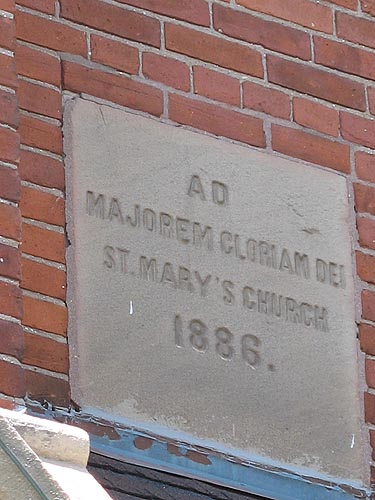 AD
MAJOREM GLORIAM DEI
ST. MARY'S CHURCH
1886.